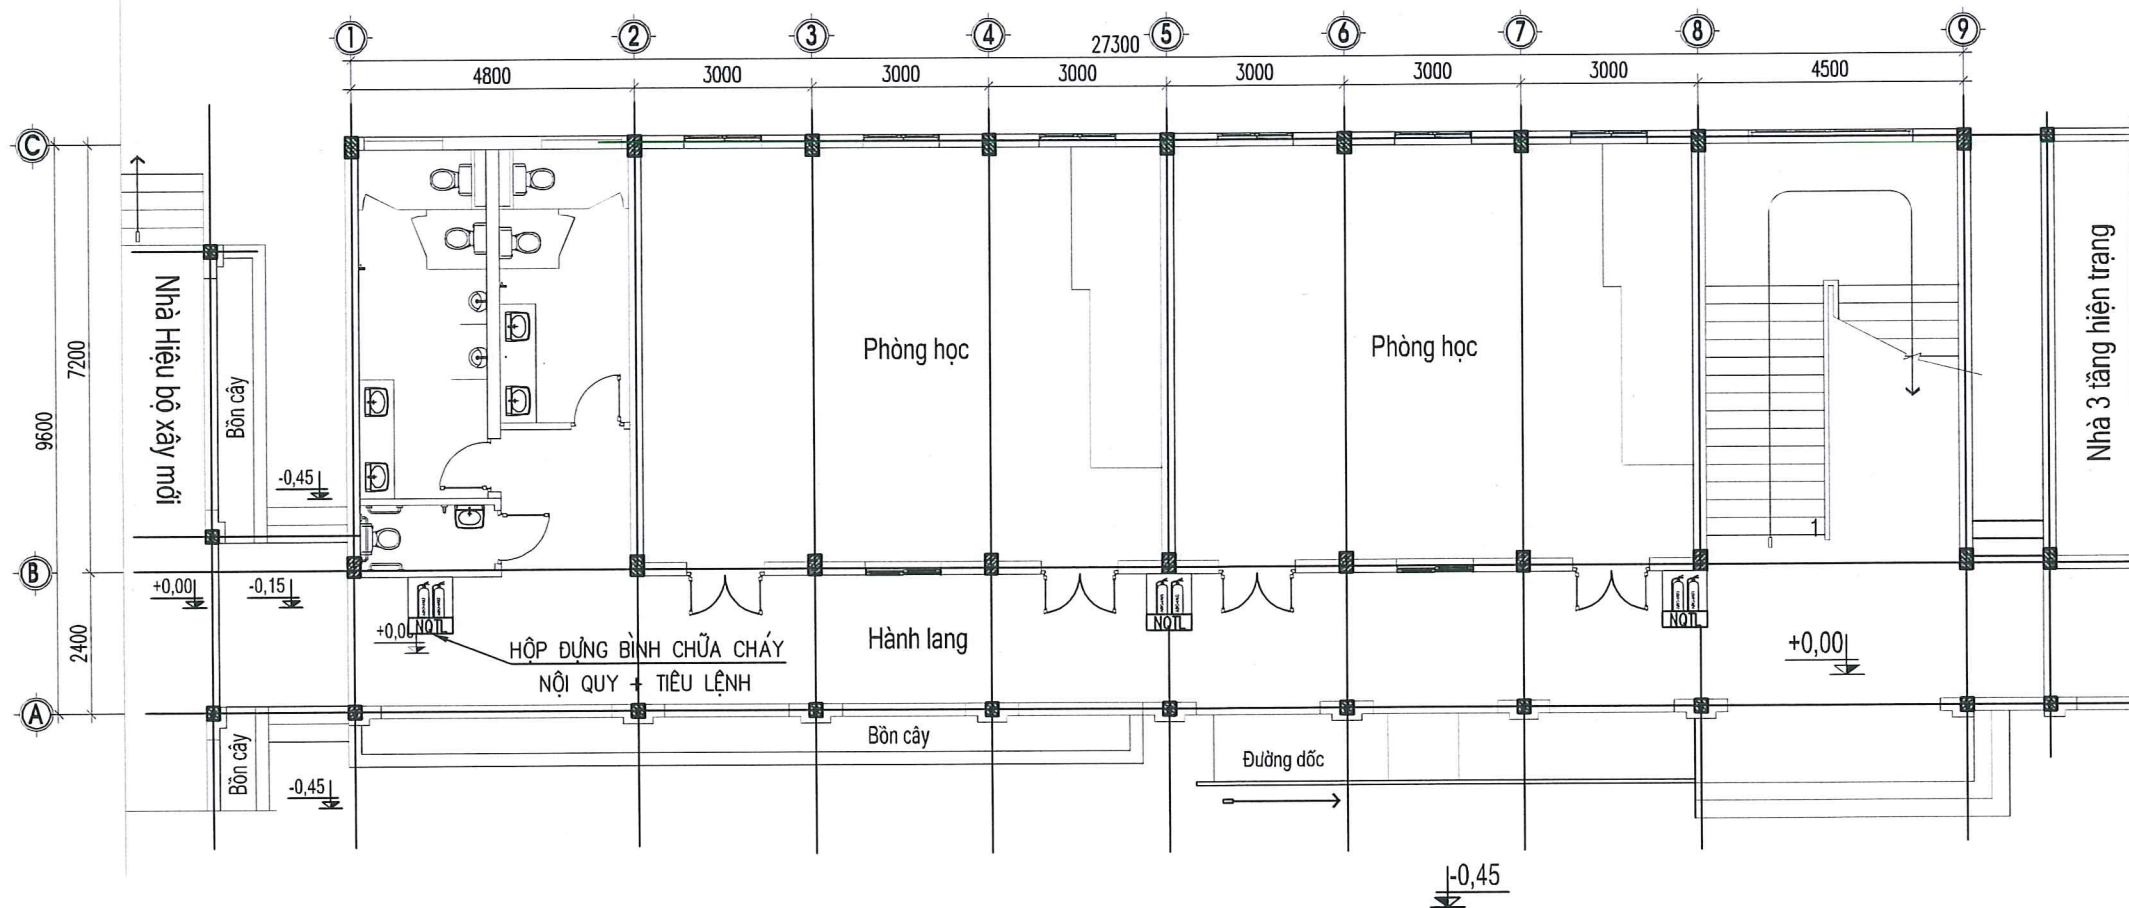 1 2 3 4 5 6 7 8 9
27300
4800 3000 3000 3000 3000 3000 3000 4500
C
B
A
7200
9600
2400
Nhà Hiệu bộ xây mới
Bồn cây
-0,45
Phòng học
Phòng học
Nhà 3 tầng hiện trạng
1
+0,00
-0,15
NQTL
NQTL
NQTL
HỘP ĐỰNG BÌNH CHỮA CHÁY
NỘI QUY + TIÊU LỆNH
Hành lang
+0,00
Bồn cây
Bồn cây
Đường dốc
-0,45
-0,45